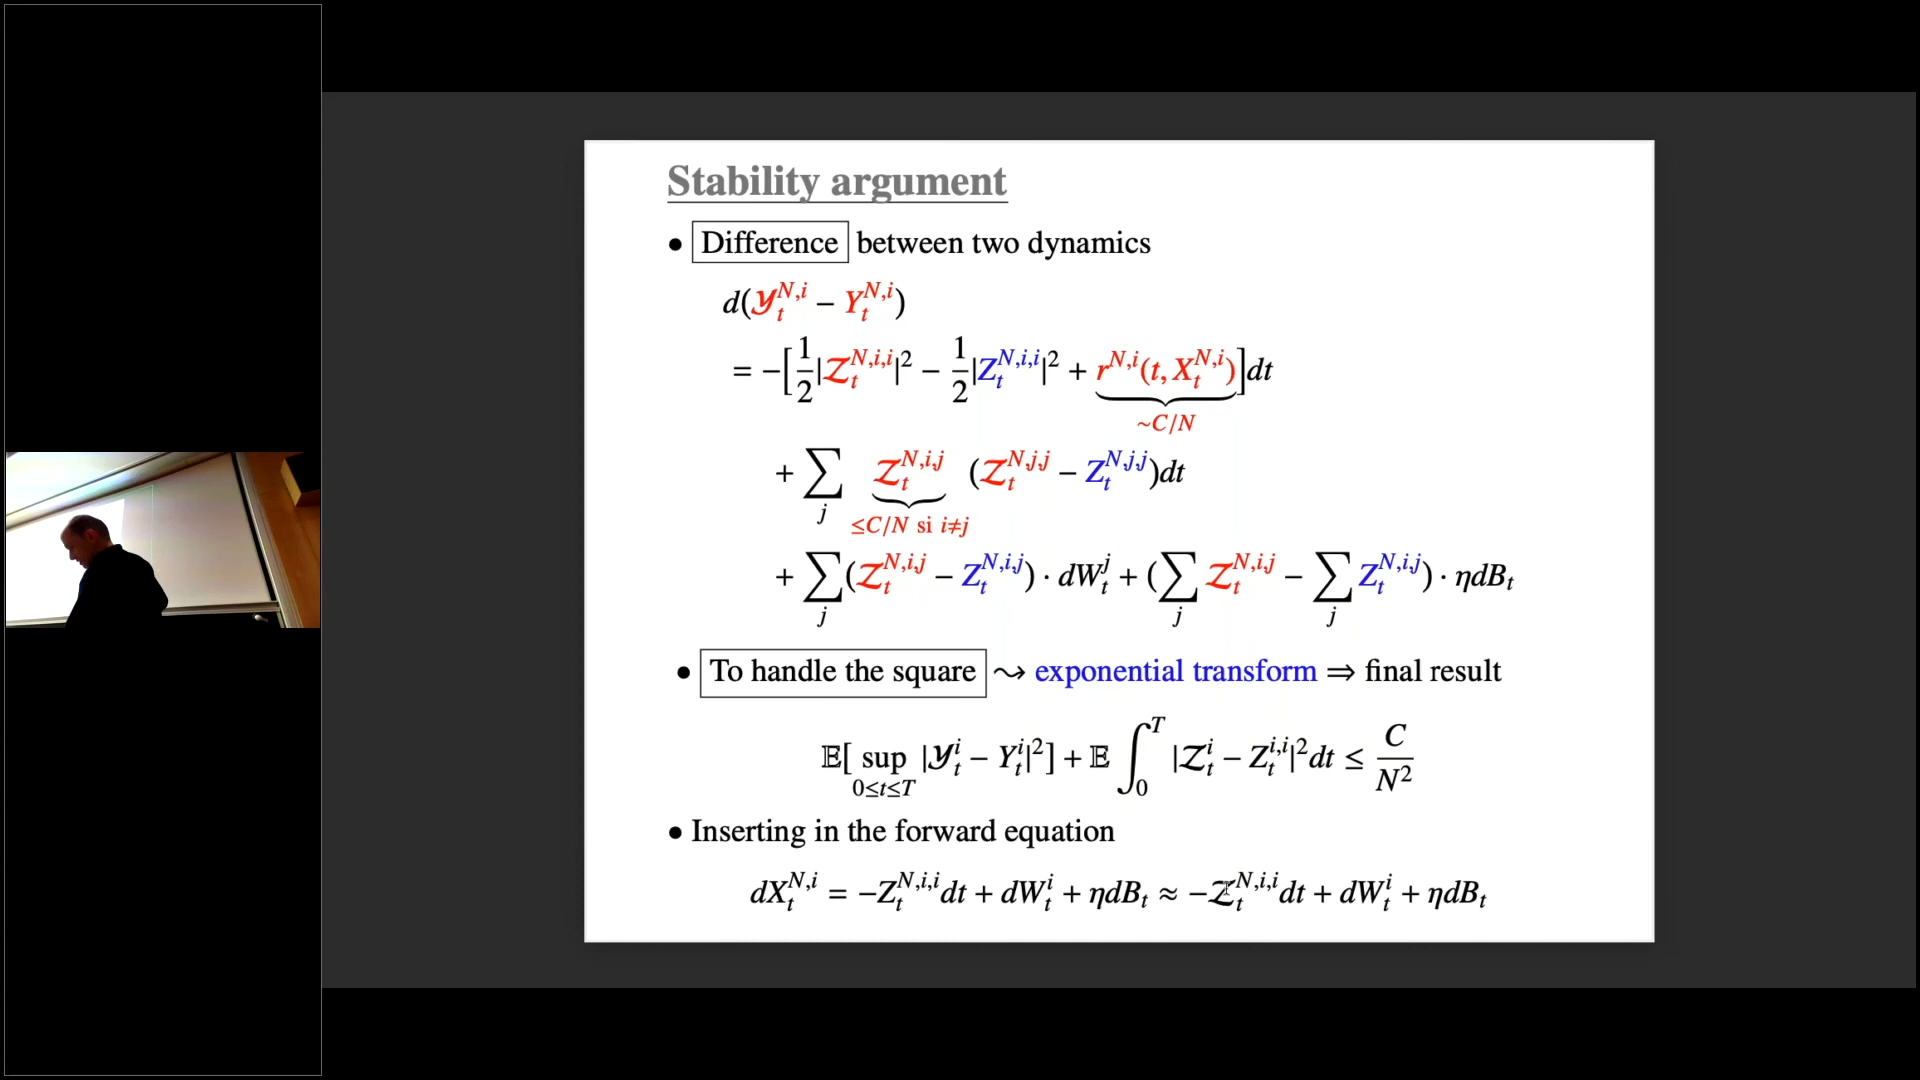 Stability argument
• Difference between two dynamics
d(𝒴_t^{N,i} − Y_t^{N,i})
= −[½|𝒵_t^{N,i,i}|² − ½|Z_t^{N,i,i}|² + r^{N,i}(t, X_t^{N,i})]dt
~C/N
+ ∑_j 𝒵_t^{N,i,j} (𝒵_t^{N,j,j} − Z_t^{N,j,j})dt
≤C/N si i≠j
+ ∑_j(𝒵_t^{N,i,j} − Z_t^{N,i,j}) · dW_t^j + (∑_j 𝒵_t^{N,i,j} − ∑_j Z_t^{N,i,j}) · ηdB_t
• To handle the square ⤳ exponential transform ⇒ final result
𝔼[ sup_{0≤t≤T} |𝒴_t^i − Y_t^i|²] + 𝔼 ∫_0^T |𝒵_t^i − Z_t^{i,i}|²dt ≤ C/N²
• Inserting in the forward equation
dX_t^{N,i} = −Z_t^{N,i,i}dt + dW_t^i + ηdB_t ≈ −𝒵_t^{N,i,i}dt + dW_t^i + ηdB_t